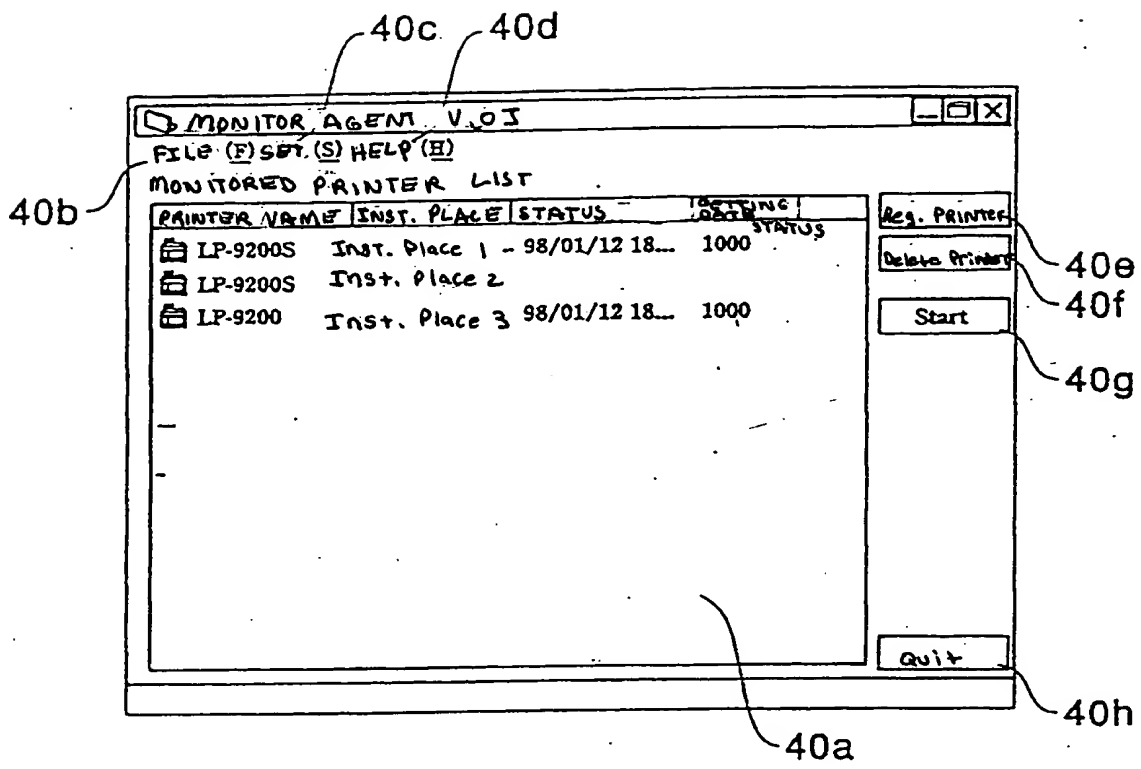 40c 40d
MONITOR AGENT V.0J
FILE (F) SET (S) HELP (H)
MONITORED PRINTER LIST
40b
PRINTER NAME INST. PLACE STATUS GETTING DATE STATUS
LP-9200S Inst. Place 1 - 98/01/12 18... 1000
LP-9200S Inst. Place 2
LP-9200 Inst. Place 3 98/01/12 18... 1000
Reg. Printer
40e
Delete Printer
40f
Start
40g
Quit
40h
40a